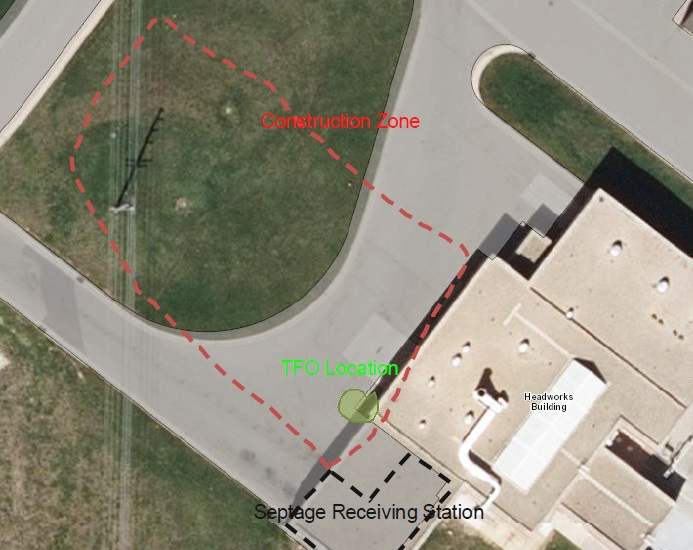 Construction Zone
TFO Location
Headworks
Building
Septage Receiving Station